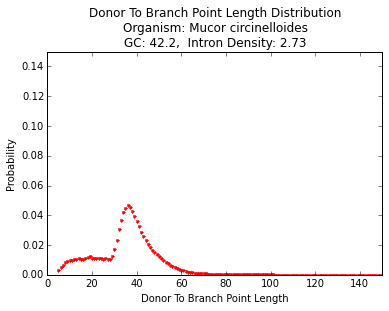 Donor To Branch Point Length Distribution
Organism: Mucor circinelloides
GC: 42.2,  Intron Density: 2.73
0.14
0.12
0.10
0.08
0.06
0.04
0.02
0.00
Probability
0 20 40 60 80 100 120 140
Donor To Branch Point Length